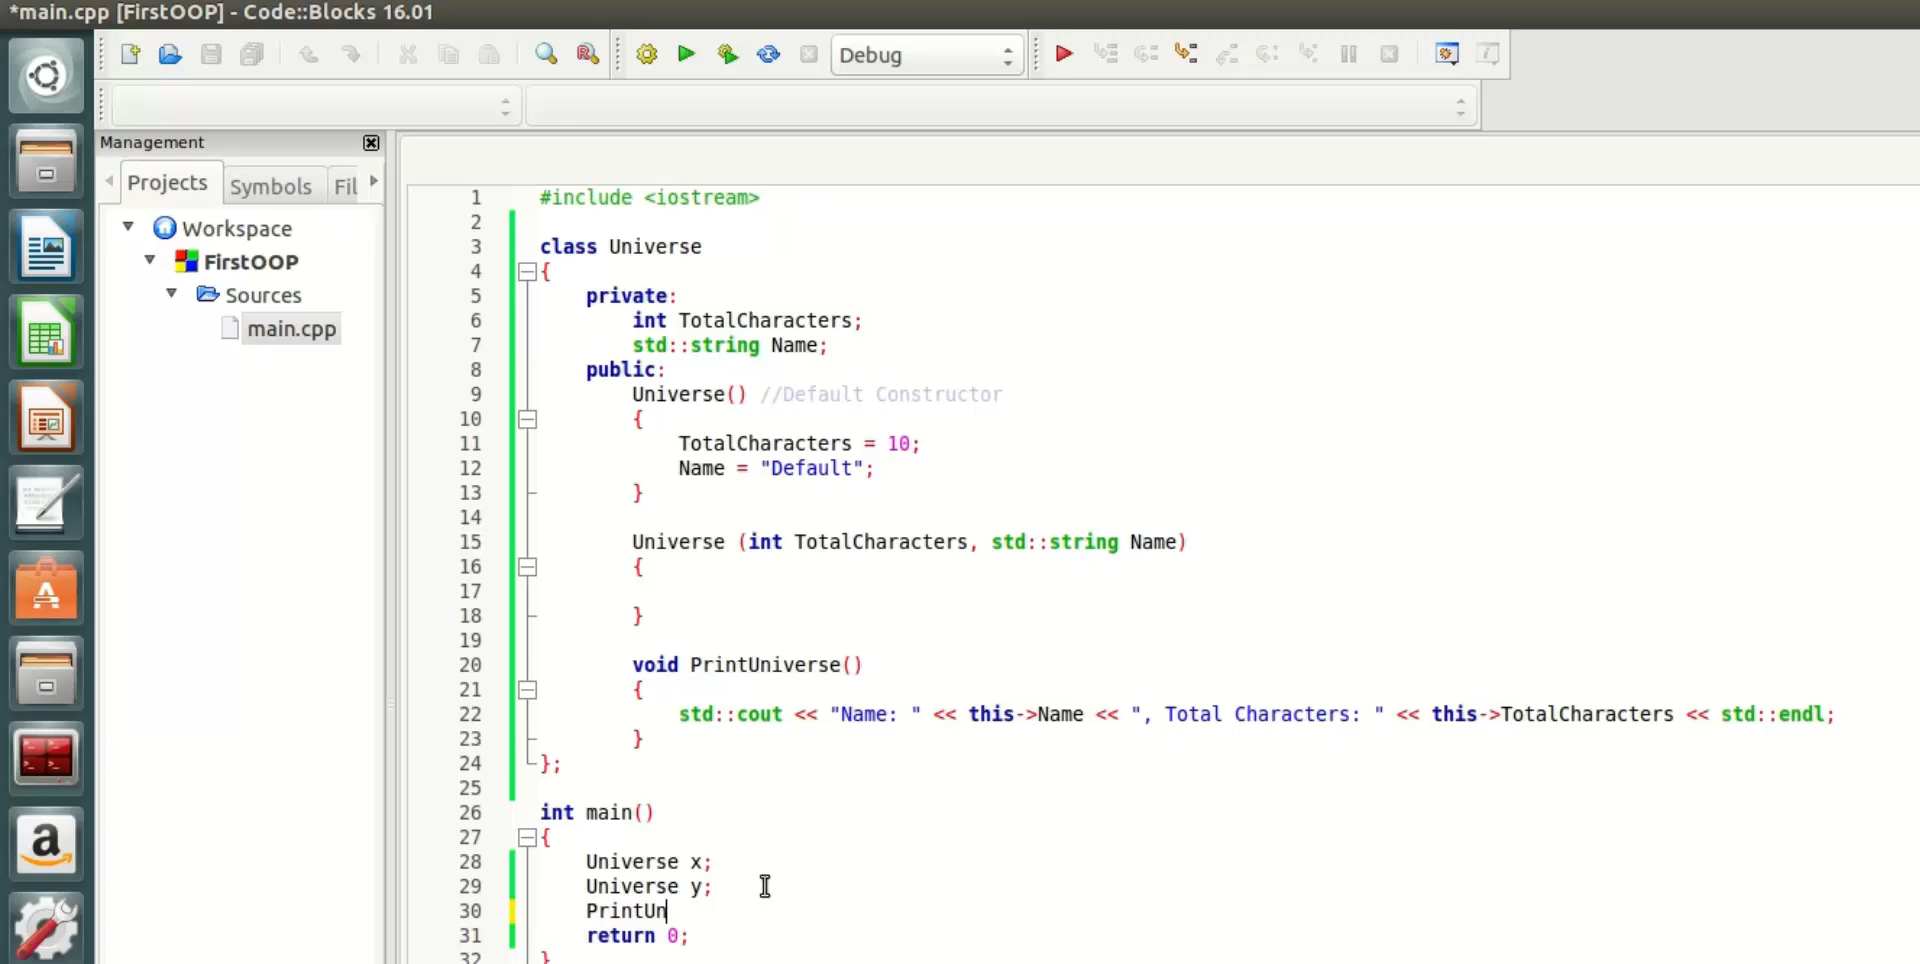 *main.cpp [FirstOOP] - Code::Blocks 16.01
Debug
Management
Projects Symbols Fil
Workspace
FirstOOP
Sources
main.cpp
1 #include <iostream>
2
3 class Universe
4 {
5 private:
6 int TotalCharacters;
7 std::string Name;
8 public:
9 Universe() //Default Constructor
10 {
11 TotalCharacters = 10;
12 Name = "Default";
13 }
14
15 Universe (int TotalCharacters, std::string Name)
16 {
17
18 }
19
20 void PrintUniverse()
21 {
22 std::cout << "Name: " << this->Name << ", Total Characters: " << this->TotalCharacters << std::endl;
23 }
24 };
25
26 int main()
27 {
28 Universe x;
29 Universe y;
30 PrintUn
31 return 0;
32 }